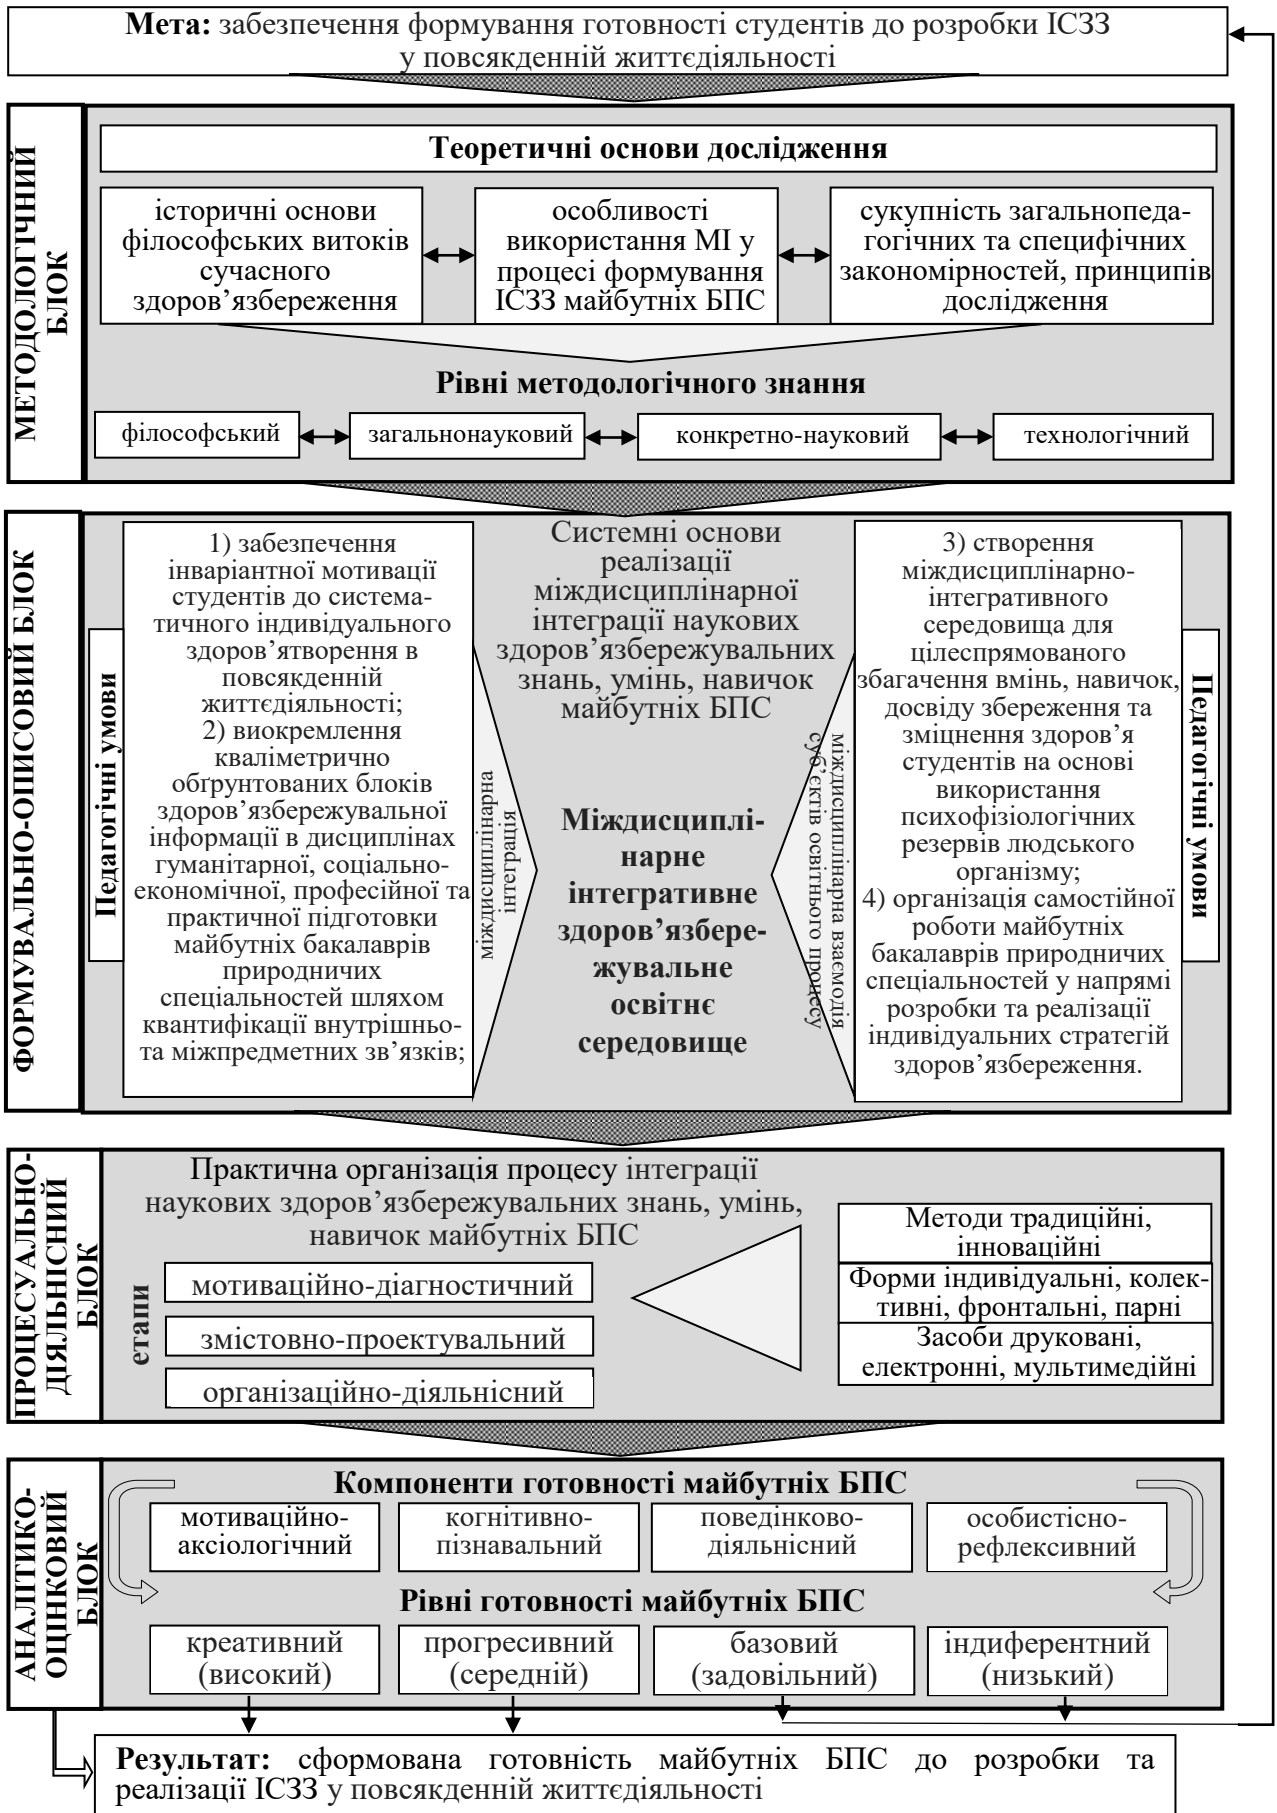 Мета: забезпечення формування готовності студентів до розробки ІСЗЗ
у повсякденній життєдіяльності
МЕТОДОЛОГІЧНИЙ
БЛОК
Теоретичні основи дослідження
історичні основи
філософських витоків
сучасного
здоров’язбереження
особливості
використання МІ у
процесі формування
ІСЗЗ майбутніх БПС
сукупність загальнопеда-
гогічних та специфічних
закономірностей, принципів
дослідження
Рівні методологічного знання
філософський
загальнонауковий
конкретно-науковий
технологічний
ФОРМУВАЛЬНО-ОПИСОВИЙ БЛОК
Педагогічні умови
1) забезпечення
інваріантної мотивації
студентів до система-
тичного індивідуального
здоров’ятворення в
повсякденній
життєдіяльності;
2) виокремлення
кваліметрично
обґрунтованих блоків
здоров’язбережувальної
інформації в дисциплінах
гуманітарної, соціально-
економічної, професійної та
практичної підготовки
майбутніх бакалаврів
природничих
спеціальностей шляхом
квантифікації внутрішньо-
та міжпредметних зв’язків;
міждисциплінарна
інтеграція
Системні основи
реалізації
міждисциплінарної
інтеграції наукових
здоров’язбережувальних
знань, умінь, навичок
майбутніх БПС
Міждисциплі-
нарне
інтегративне
здоров’язбере-
жувальне
освітнє
середовище
міждисциплінарна взаємодія
суб’єктів освітнього процесу
3) створення
міждисциплінарно-
інтегративного
середовища для
цілеспрямованого
збагачення вмінь, навичок,
досвіду збереження та
зміцнення здоров’я
студентів на основі
використання
психофізіологічних
резервів людського
організму;
4) організація самостійної
роботи майбутніх
бакалаврів природничих
спеціальностей у напрямі
розробки та реалізації
індивідуальних стратегій
здоров’язбереження.
Педагогічні умови
ПРОЦЕСУАЛЬНО-
ДІЯЛЬНІСНИЙ
БЛОК
Практична організація процесу інтеграції
наукових здоров’язбережувальних знань, умінь,
навичок майбутніх БПС
етапи
мотиваційно-діагностичний
змістовно-проектувальний
організаційно-діяльнісний
Методи традиційні,
інноваційні
Форми індивідуальні, колек-
тивні, фронтальні, парні
Засоби друковані,
електронні, мультимедійні
АНАЛІТИКО-
ОЦІНКОВИЙ
БЛОК
Компоненти готовності майбутніх БПС
мотиваційно-
аксіологічний
когнітивно-
пізнавальний
поведінково-
діяльнісний
особистісно-
рефлексивний
Рівні готовності майбутніх БПС
креативний
(високий)
прогресивний
(середній)
базовий
(задовільний)
індиферентний
(низький)
Результат: сформована готовність майбутніх БПС до розробки та
реалізації ІСЗЗ у повсякденній життєдіяльності